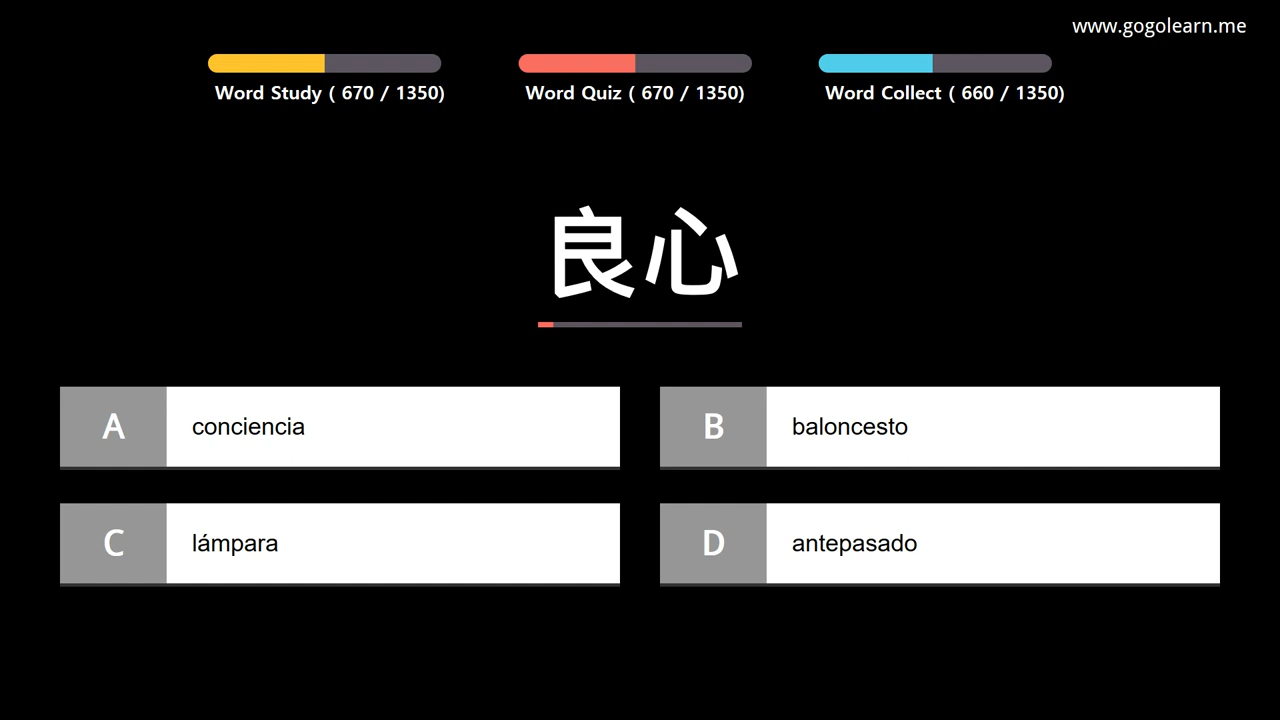 www.gogolearn.me
Word Study ( 670 / 1350)
Word Quiz ( 670 / 1350)
Word Collect ( 660 / 1350)
良心
A conciencia
B baloncesto
C lámpara
D antepasado